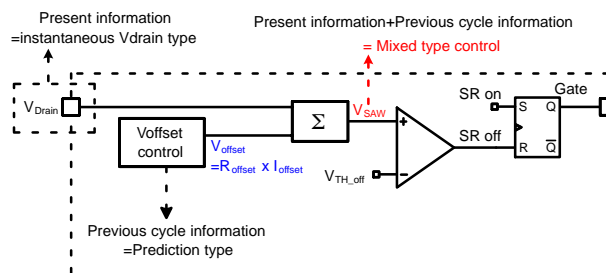 Present information
=instantaneous Vdrain type
Present information+Previous cycle information
= Mixed type control
VDrain
Voffset
control
Voffset
=Roffset x Ioffset
Σ
VSAW
+
−
VTH_off
SR on
SR off
Gate
S
Q
R
Q̅
Previous cycle information
=Prediction type